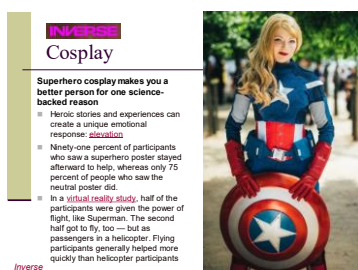 INVERSE
Cosplay
Superhero cosplay makes you a
better person for one science-
backed reason
Heroic stories and experiences can
create a unique emotional
response: elevation
Ninety-one percent of participants
who saw a superhero poster stayed
afterward to help, whereas only 75
percent of people who saw the
neutral poster did.
In a virtual reality study, half of the
participants were given the power of
flight, like Superman. The second
half got to fly, too — but as
passengers in a helicopter. Flying
participants generally helped more
quickly than helicopter participants
Inverse